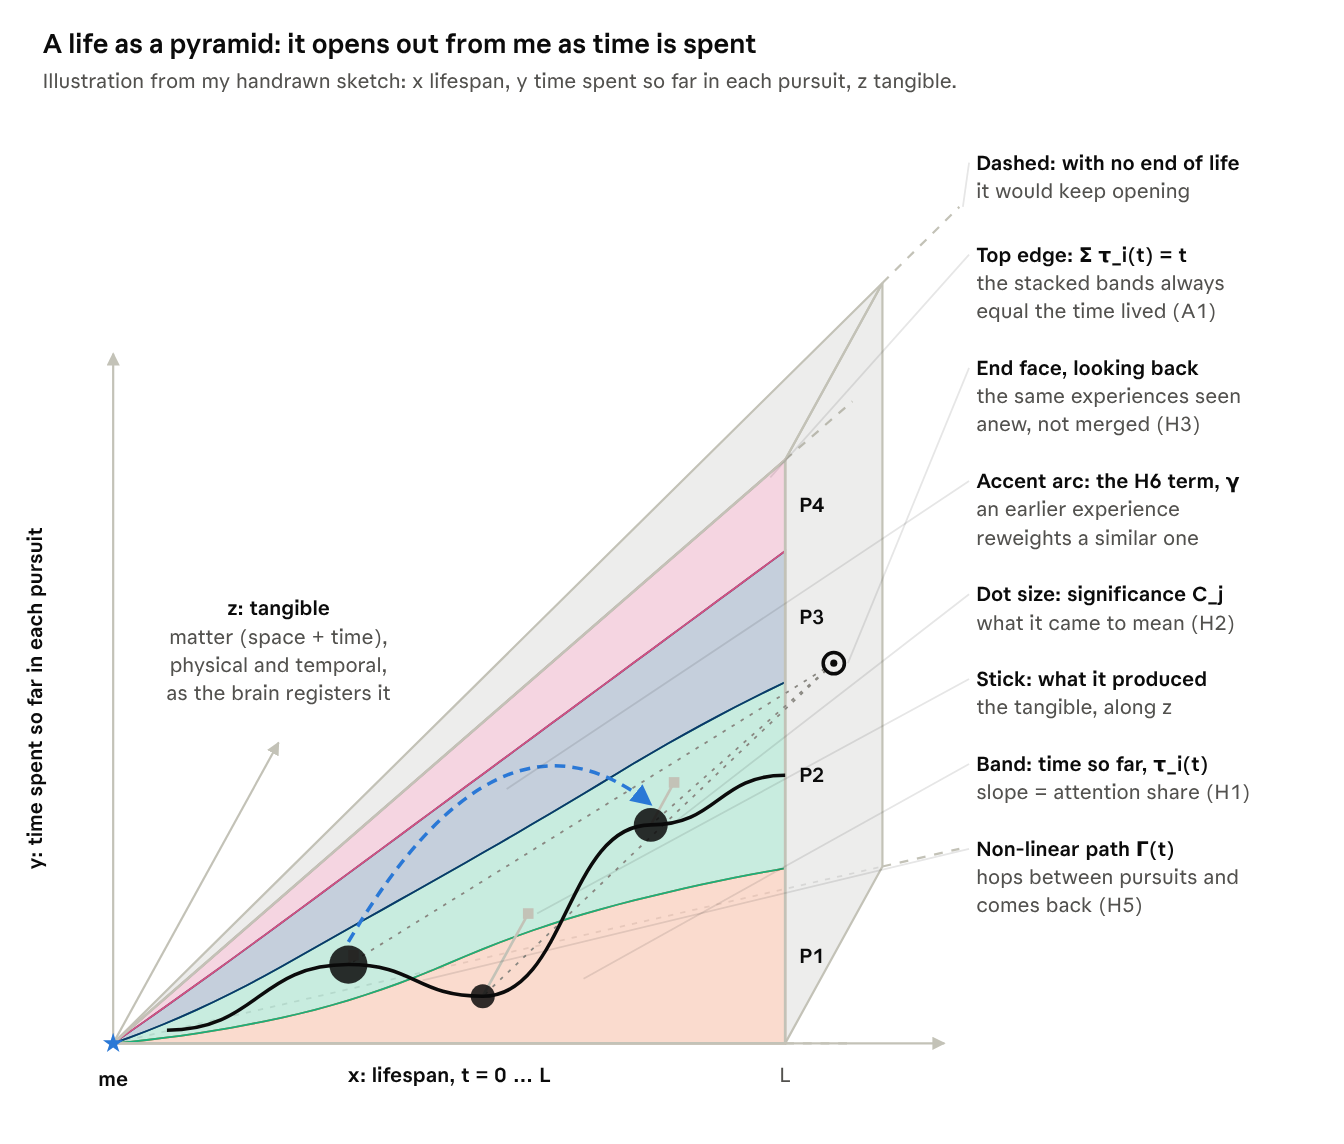 A life as a pyramid: it opens out from me as time is spent
Illustration from my handrawn sketch: x lifespan, y time spent so far in each pursuit, z tangible.
Dashed: with no end of life
it would keep opening
Top edge: Σ τ_i(t) = t
the stacked bands always
equal the time lived (A1)
End face, looking back
the same experiences seen
anew, not merged (H3)
Accent arc: the H6 term, γ
an earlier experience
reweights a similar one
Dot size: significance C_j
what it came to mean (H2)
Stick: what it produced
the tangible, along z
Band: time so far, τ_i(t)
slope = attention share (H1)
Non-linear path Γ(t)
hops between pursuits and
comes back (H5)
P4
P3
P2
P1
z: tangible
matter (space + time),
physical and temporal,
as the brain registers it
y: time spent so far in each pursuit
me
x: lifespan, t = 0 ... L
L